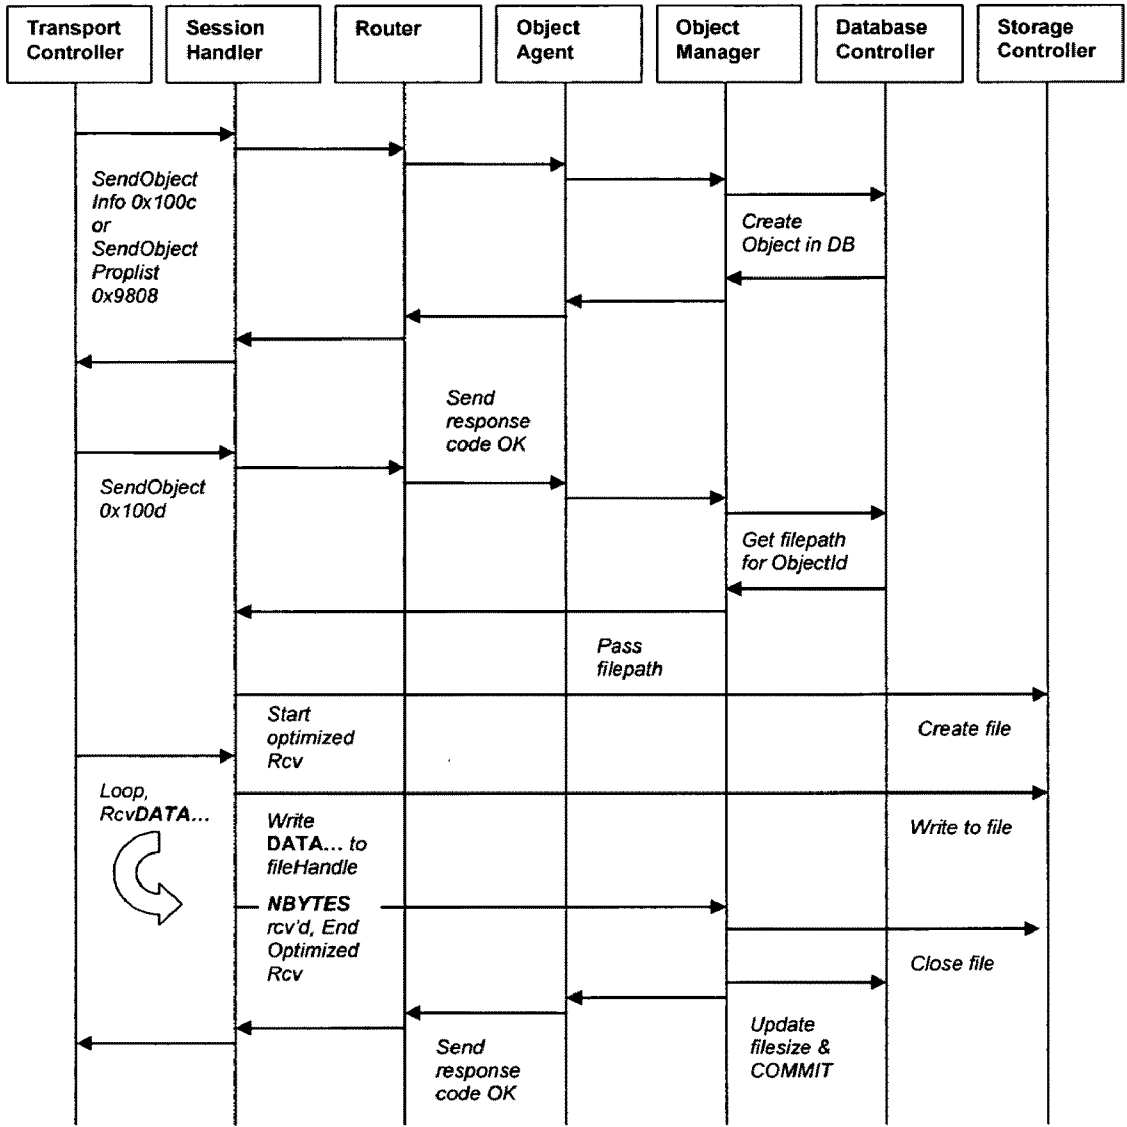 Transport
Controller
Session
Handler
Router
Object
Agent
Object
Manager
Database
Controller
Storage
Controller
SendObject
Info 0x100c
or
SendObject
Proplist
0x9808
Create
Object in DB
Send
response
code OK
SendObject
0x100d
Get filepath
for ObjectId
Pass
filepath
Start
optimized
Rcv
Create file
Loop,
RcvDATA...
Write
DATA... to
fileHandle
Write to file
NBYTES
rcv'd, End
Optimized
Rcv
Close file
Update
filesize &
COMMIT
Send
response
code OK